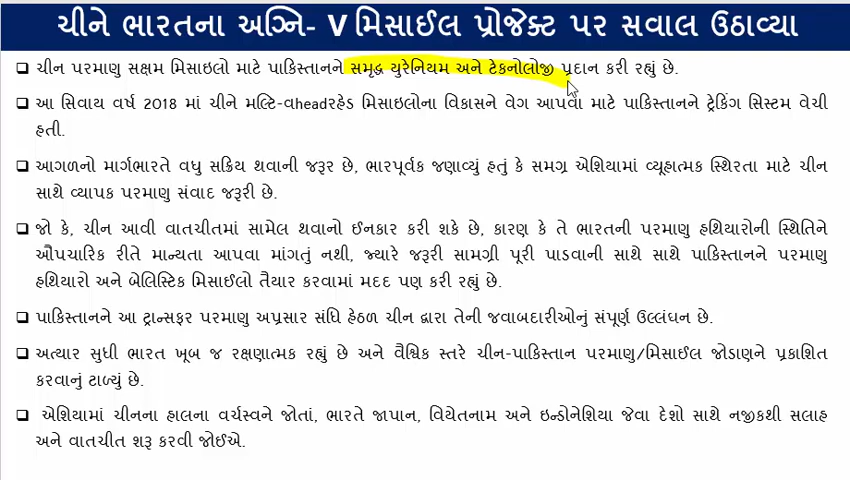 ચીને ભારતના અગ્નિ- V મિસાઈલ પ્રોજેક્ટ પર સવાલ ઉઠાવ્યા
❑ ચીન પરમાણુ સક્ષમ મિસાઇલો માટે પાકિસ્તાનને સમૃદ્ધ યુરેનિયમ અને ટેકનોલોજી પ્રદાન કરી રહ્યું છે.
❑ આ સિવાય વર્ષ 2018 માં ચીને મલ્ટિ-વheadરહેડ મિસાઇલોના વિકાસને વેગ આપવા માટે પાકિસ્તાનને ટ્રેકિંગ સિસ્ટમ વેચી
હતી.
❑ આગળનો માર્ગભારતે વધુ સક્રિય થવાની જરૂર છે, ભારપૂર્વક જણાવ્યું હતું કે સમગ્ર એશિયામાં વ્યૂહાત્મક સ્થિરતા માટે ચીન
સાથે વ્યાપક પરમાણુ સંવાદ જરૂરી છે.
❑ જો કે, ચીન આવી વાતચીતમાં સામેલ થવાનો ઈનકાર કરી શકે છે, કારણ કે તે ભારતની પરમાણુ હથિયારોની સ્થિતિને
ઔપચારિક રીતે માન્યતા આપવા માંગતું નથી, જ્યારે જરૂરી સામગ્રી પૂરી પાડવાની સાથે સાથે પાકિસ્તાનને પરમાણુ
હથિયારો અને બેલિસ્ટિક મિસાઈલો તૈયાર કરવામાં મદદ પણ કરી રહ્યું છે.
❑ પાકિસ્તાનને આ ટ્રાન્સફર પરમાણુ અપ્રસાર સંધિ હેઠળ ચીન દ્વારા તેની જવાબદારીઓનું સંપૂર્ણ ઉલ્લંઘન છે.
❑ અત્યાર સુધી ભારત ખૂબ જ રક્ષણાત્મક રહ્યું છે અને વૈશ્વિક સ્તરે ચીન-પાકિસ્તાન પરમાણુ/મિસાઈલ જોડાણને પ્રકાશિત
કરવાનું ટાળ્યું છે.
❑ એશિયામાં ચીનના હાલના વર્ચસ્વને જોતાં, ભારતે જાપાન, વિયેતનામ અને ઇન્ડોનેશિયા જેવા દેશો સાથે નજીકથી સલાહ
અને વાતચીત શરૂ કરવી જોઈએ.